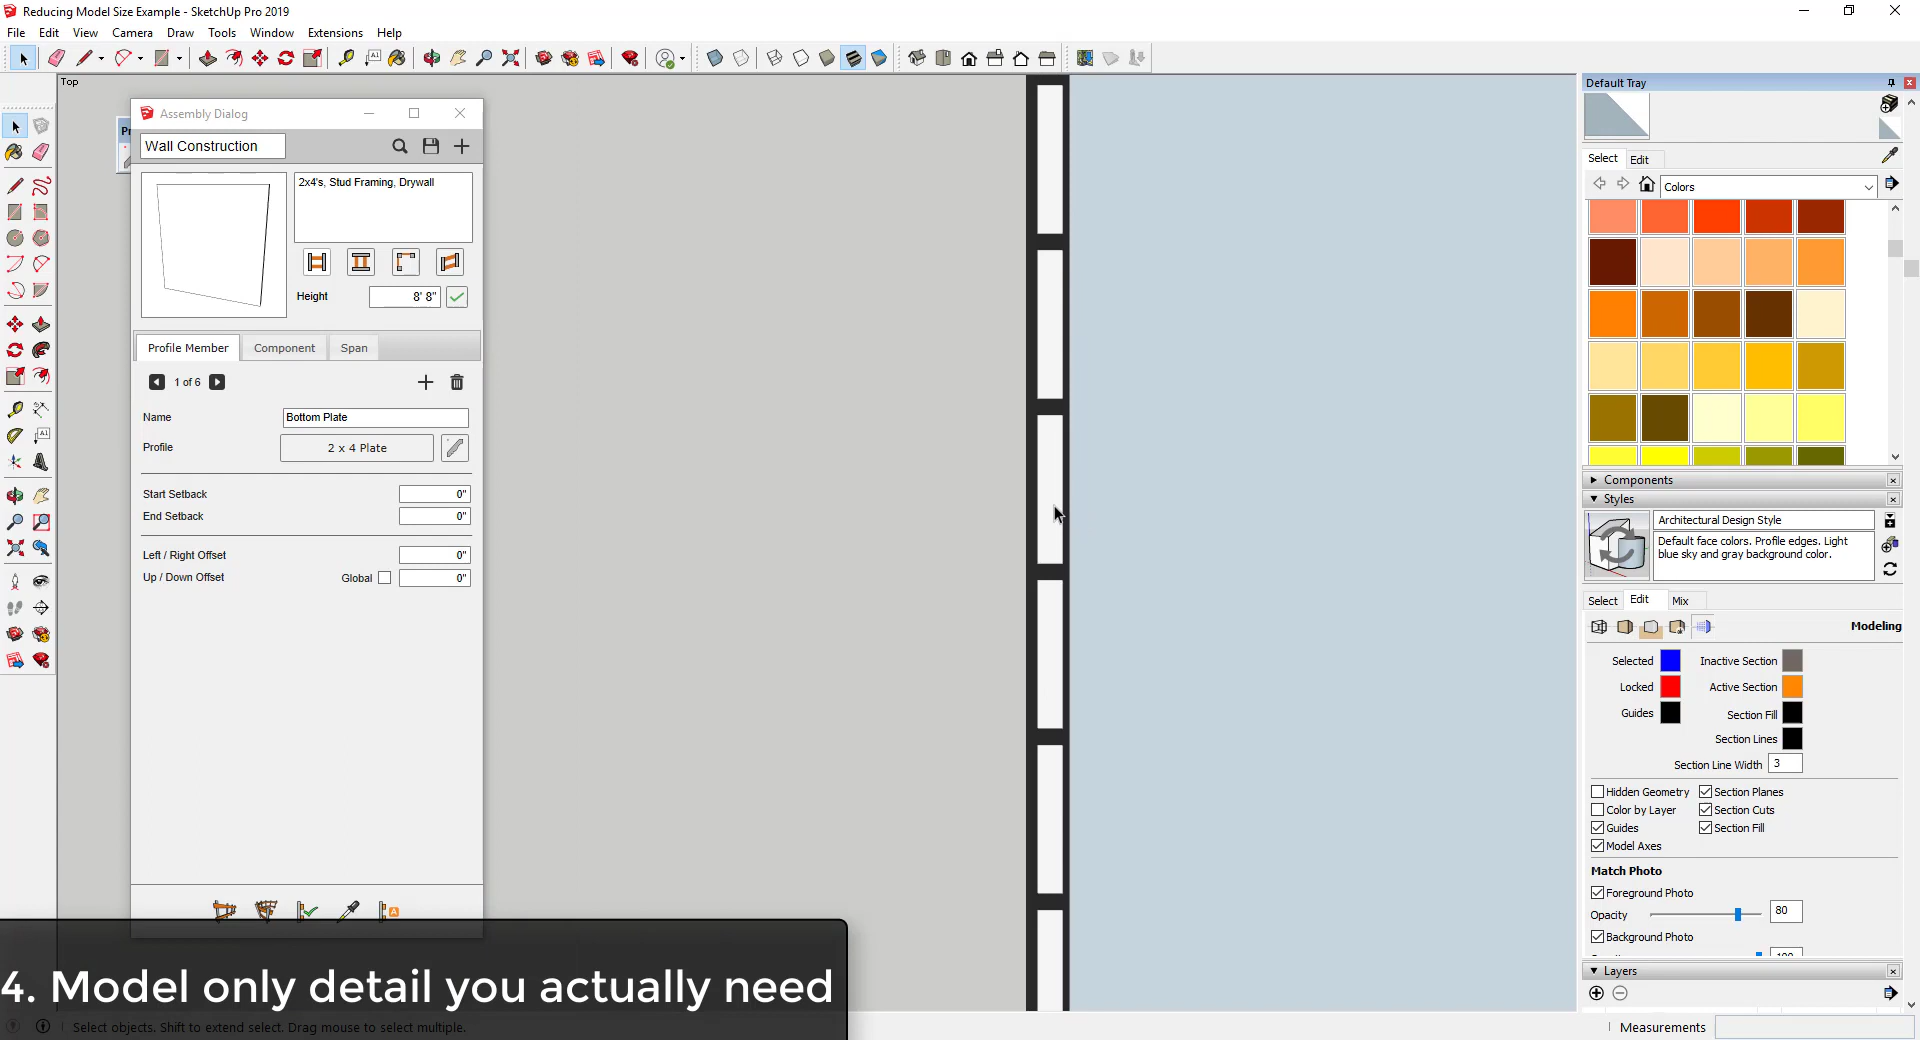 Reducing Model Size Example - SketchUp Pro 2019
File Edit View Camera Draw Tools Window Extensions Help
Top
Assembly Dialog
Wall Construction
2x4's, Stud Framing, Drywall
Height 8' 8"
Profile Member Component Span
1 of 6
Name Bottom Plate
Profile 2 x 4 Plate
Start Setback 0"
End Setback 0"
Left / Right Offset 0"
Up / Down Offset Global 0"
4. Model only detail you actually need
Select objects. Shift to extend select. Drag mouse to select multiple.
Default Tray
Select Edit
Colors
Components
Styles
Architectural Design Style
Default face colors. Profile edges. Light
blue sky and gray background color.
Select Edit Mix
Modeling
Selected Inactive Section
Locked Active Section
Guides Section Fill
Section Lines
Section Line Width 3
Hidden Geometry Section Planes
Color by Layer Section Cuts
Guides Section Fill
Model Axes
Match Photo
Foreground Photo
Opacity 80
Background Photo
Layers
Measurements